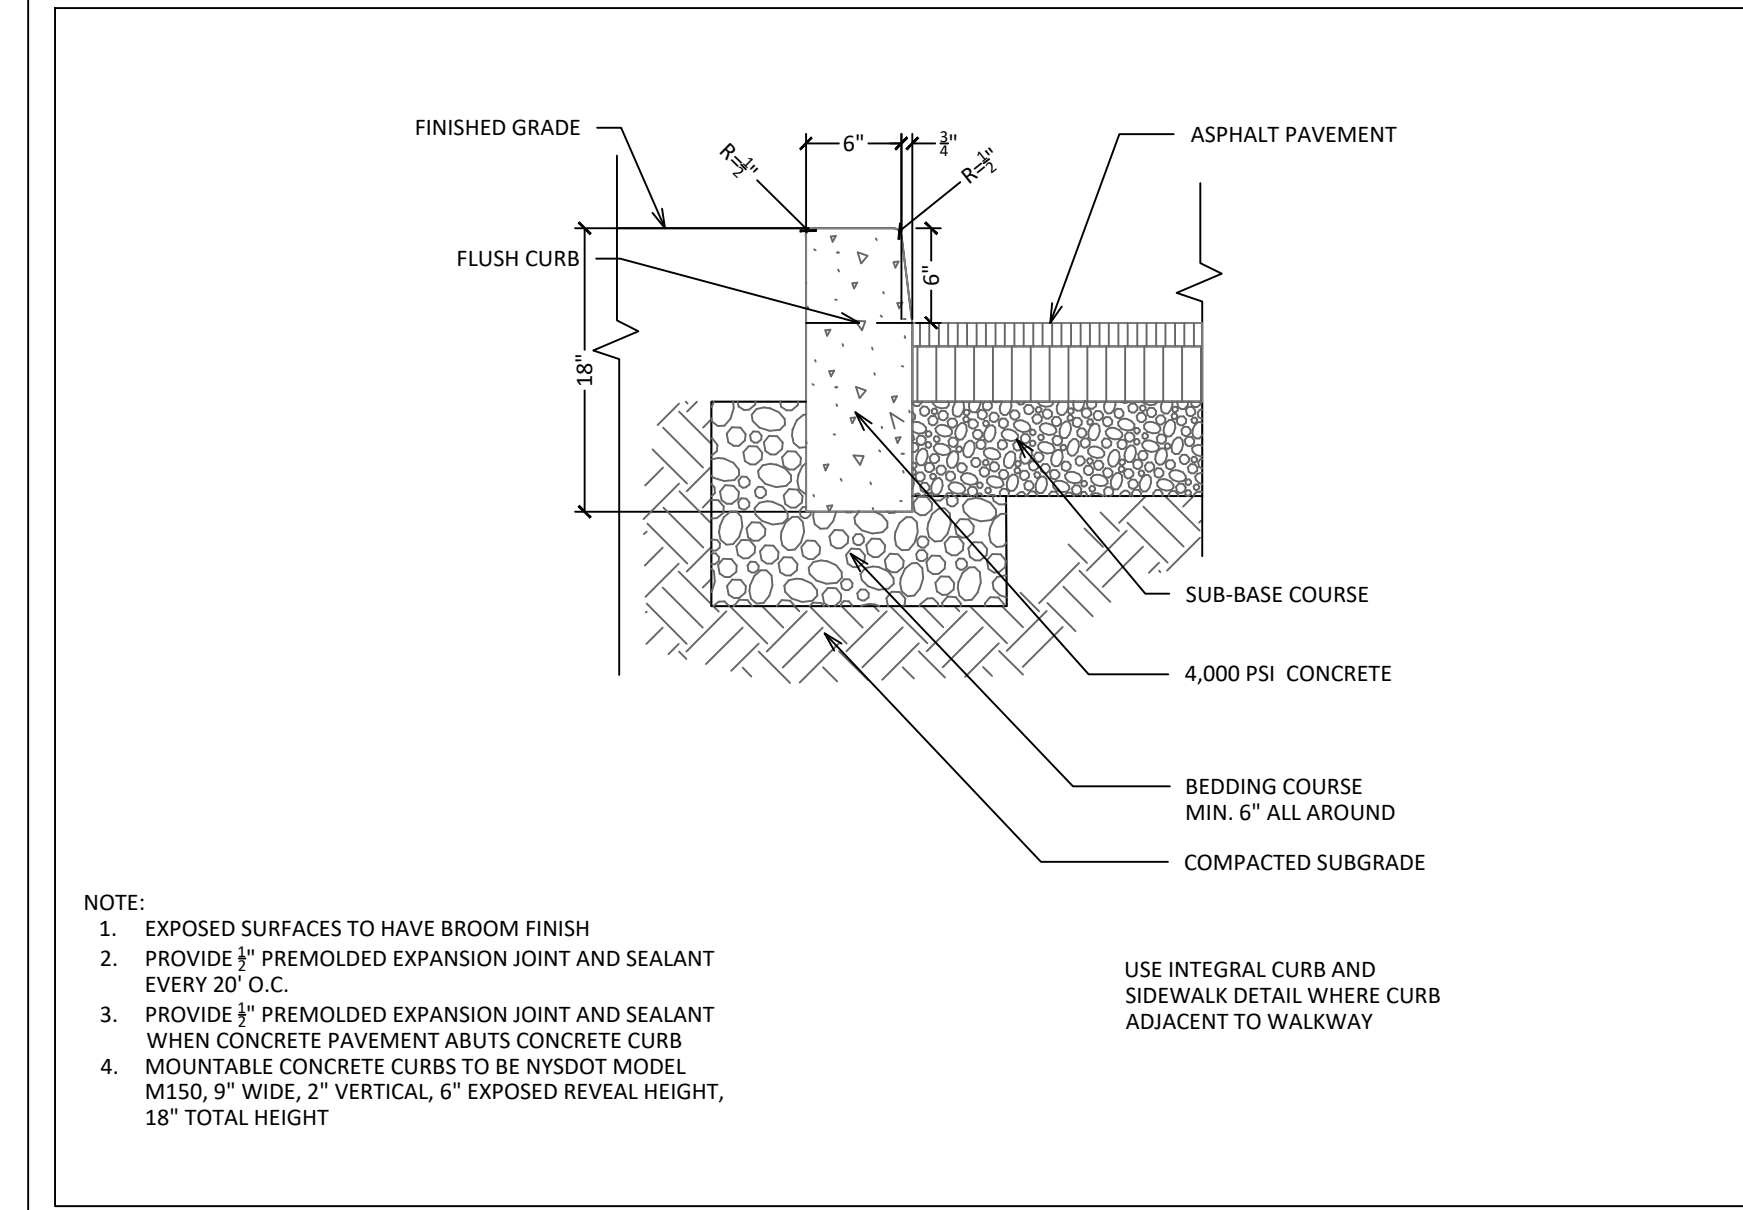 FINISHED GRADE
6"
3/4"
ASPHALT PAVEMENT
R=1/2"
R=1/2"
FLUSH CURB
6"
18"
SUB-BASE COURSE
4,000 PSI CONCRETE
BEDDING COURSE
MIN. 6" ALL AROUND
COMPACTED SUBGRADE
NOTE:
1. EXPOSED SURFACES TO HAVE BROOM FINISH
2. PROVIDE 1/2" PREMOLDED EXPANSION JOINT AND SEALANT
EVERY 20' O.C.
3. PROVIDE 1/2" PREMOLDED EXPANSION JOINT AND SEALANT
WHEN CONCRETE PAVEMENT ABUTS CONCRETE CURB
4. MOUNTABLE CONCRETE CURBS TO BE NYSDOT MODEL
M150, 9" WIDE, 2" VERTICAL, 6" EXPOSED REVEAL HEIGHT,
18" TOTAL HEIGHT
USE INTEGRAL CURB AND
SIDEWALK DETAIL WHERE CURB
ADJACENT TO WALKWAY